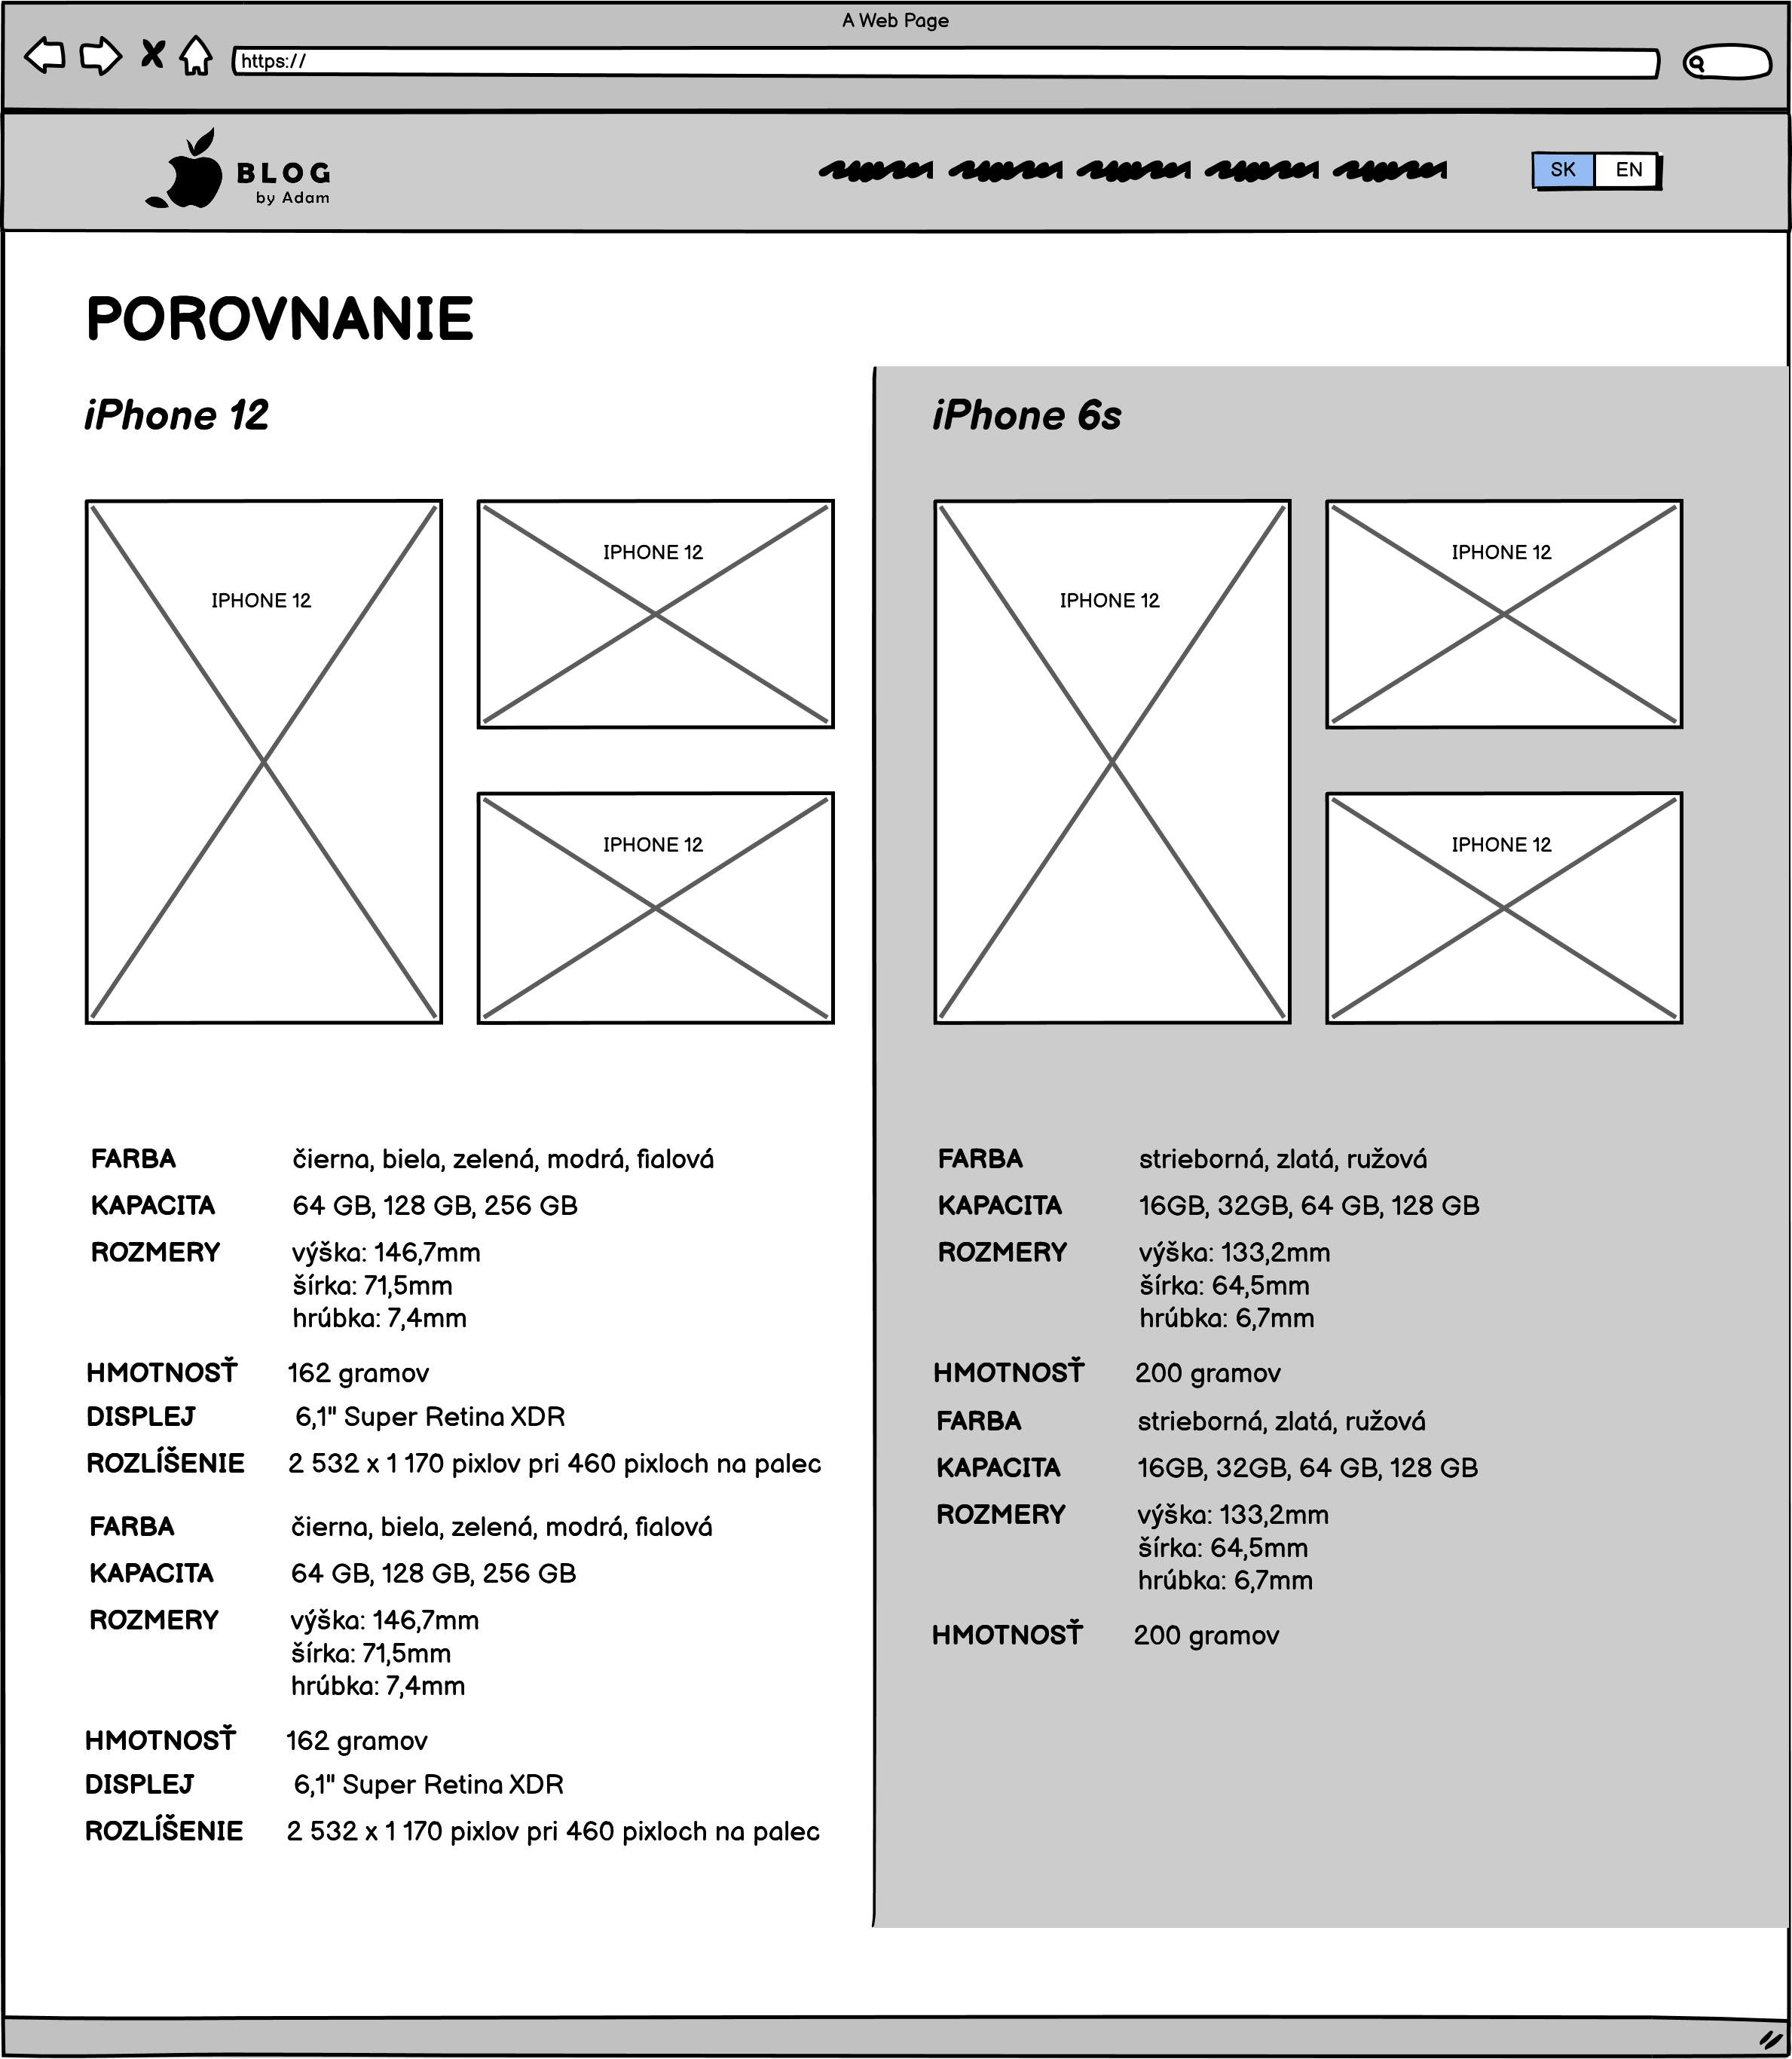 A Web Page
https://
BLOG
by Adam
SK
EN
POROVNANIE
iPhone 12
IPHONE 12
IPHONE 12
IPHONE 12
FARBA čierna, biela, zelená, modrá, fialová
KAPACITA 64 GB, 128 GB, 256 GB
ROZMERY výška: 146,7mm
šírka: 71,5mm
hrúbka: 7,4mm
HMOTNOSŤ 162 gramov
DISPLEJ 6,1" Super Retina XDR
ROZLÍŠENIE 2 532 x 1 170 pixlov pri 460 pixloch na palec
FARBA čierna, biela, zelená, modrá, fialová
KAPACITA 64 GB, 128 GB, 256 GB
ROZMERY výška: 146,7mm
šírka: 71,5mm
hrúbka: 7,4mm
HMOTNOSŤ 162 gramov
DISPLEJ 6,1" Super Retina XDR
ROZLÍŠENIE 2 532 x 1 170 pixlov pri 460 pixloch na palec
iPhone 6s
IPHONE 12
IPHONE 12
IPHONE 12
FARBA strieborná, zlatá, ružová
KAPACITA 16GB, 32GB, 64 GB, 128 GB
ROZMERY výška: 133,2mm
šírka: 64,5mm
hrúbka: 6,7mm
HMOTNOSŤ 200 gramov
FARBA strieborná, zlatá, ružová
KAPACITA 16GB, 32GB, 64 GB, 128 GB
ROZMERY výška: 133,2mm
šírka: 64,5mm
hrúbka: 6,7mm
HMOTNOSŤ 200 gramov